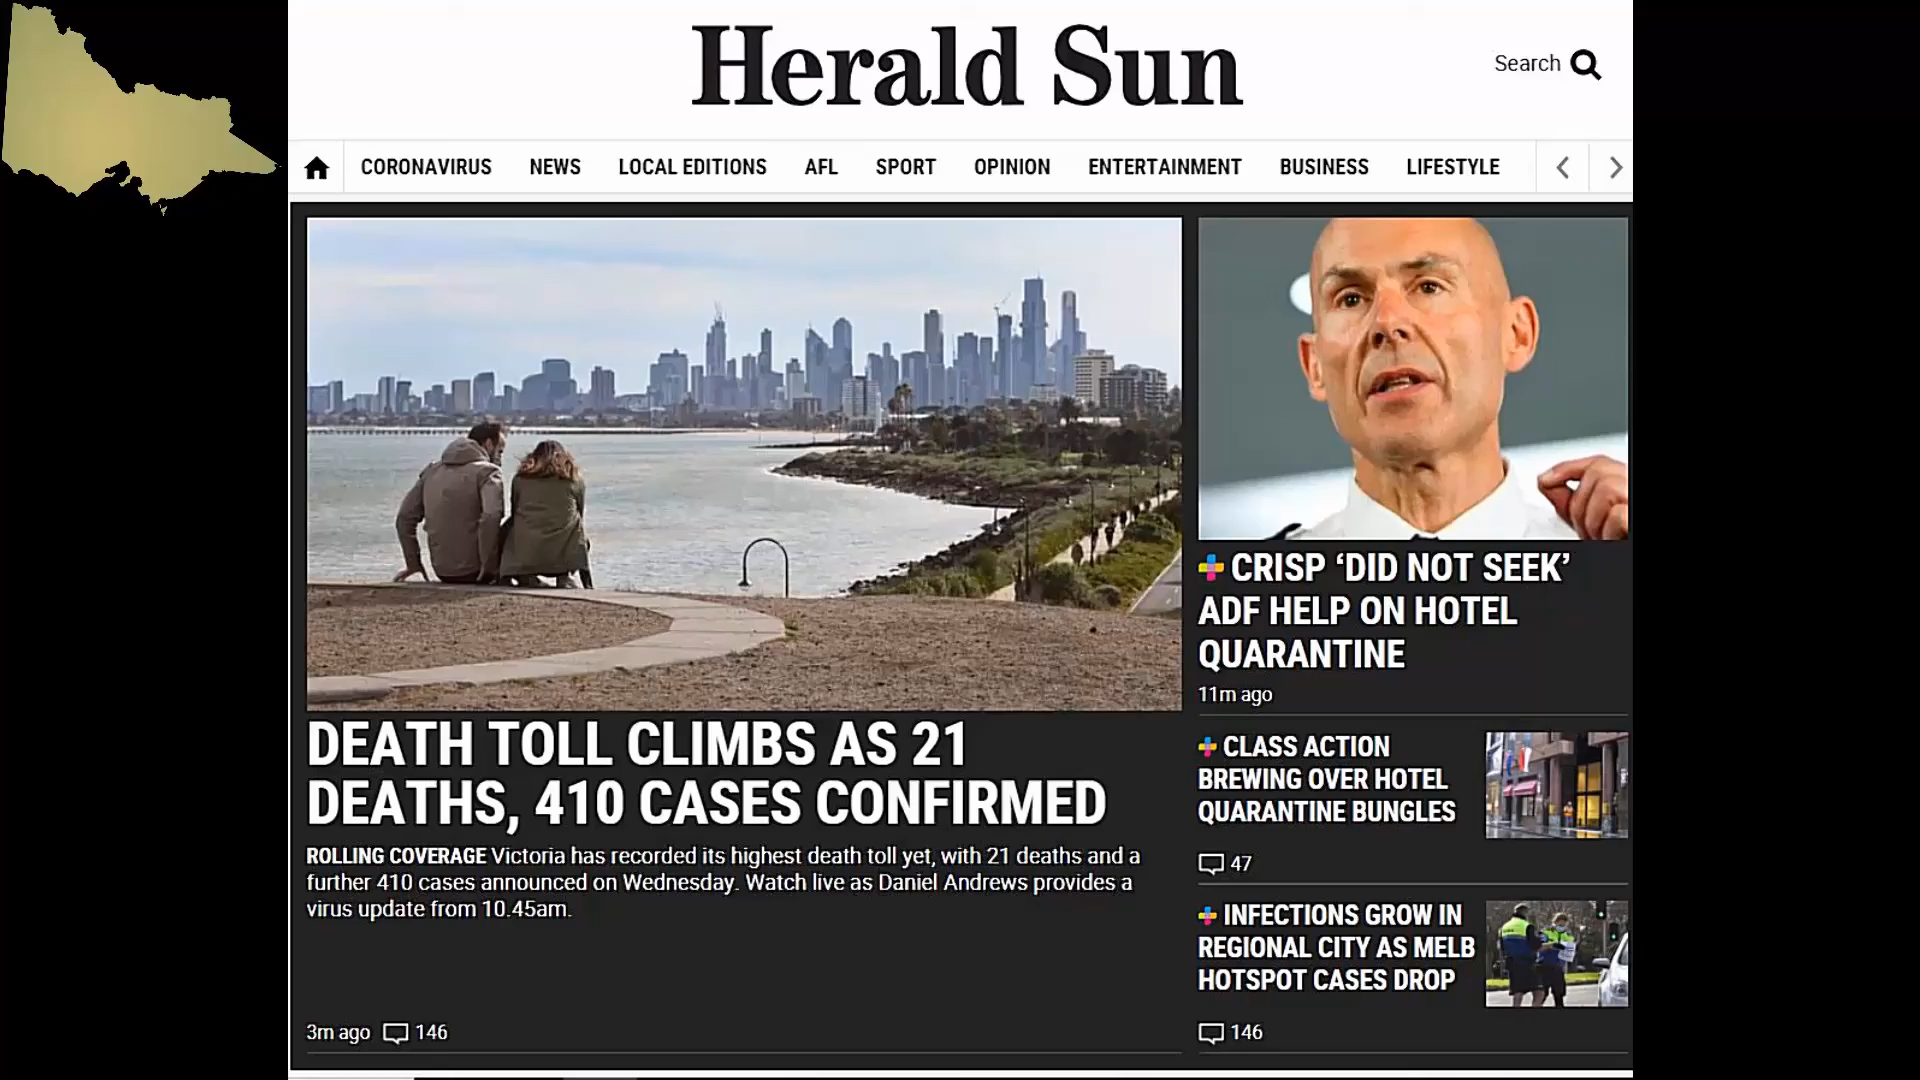 Herald Sun
Search
CORONAVIRUS NEWS LOCAL EDITIONS AFL SPORT OPINION ENTERTAINMENT BUSINESS LIFESTYLE
DEATH TOLL CLIMBS AS 21
DEATHS, 410 CASES CONFIRMED
ROLLING COVERAGE Victoria has recorded its highest death toll yet, with 21 deaths and a
further 410 cases announced on Wednesday. Watch live as Daniel Andrews provides a
virus update from 10.45am.
3m ago 146
CRISP ‘DID NOT SEEK’
ADF HELP ON HOTEL
QUARANTINE
11m ago
CLASS ACTION
BREWING OVER HOTEL
QUARANTINE BUNGLES
47
INFECTIONS GROW IN
REGIONAL CITY AS MELB
HOTSPOT CASES DROP
146